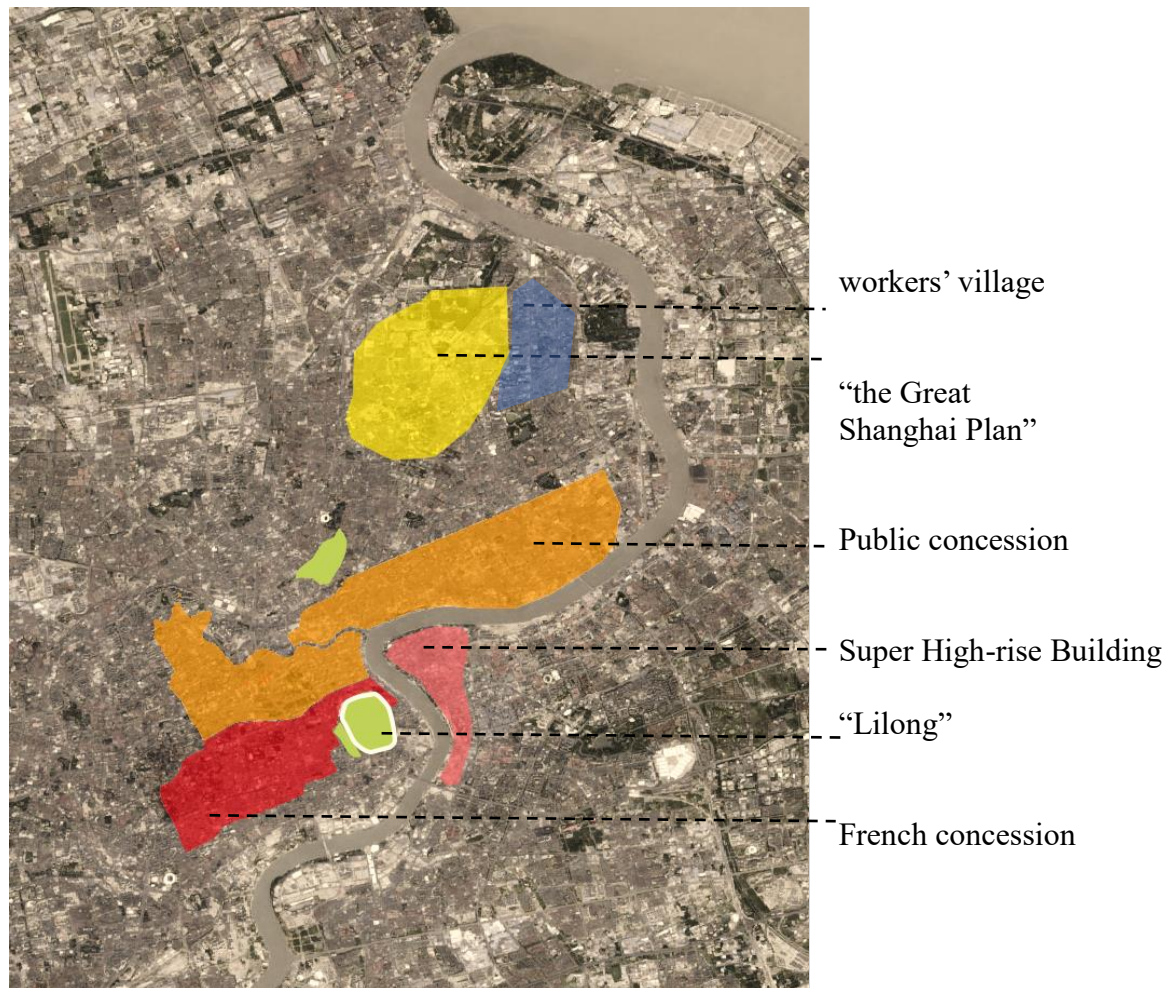 workers’ village
“the Great
Shanghai Plan”
Public concession
Super High-rise Building
“Lilong”
French concession